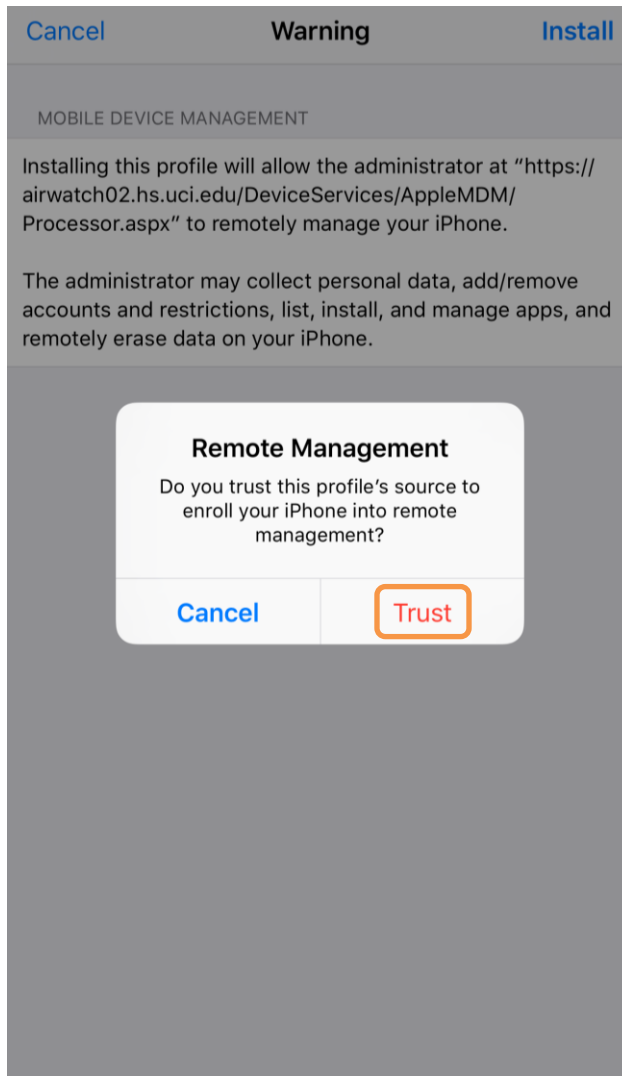 Cancel Warning Install
MOBILE DEVICE MANAGEMENT
Installing this profile will allow the administrator at “https://
airwatch02.hs.uci.edu/DeviceServices/AppleMDM/
Processor.aspx” to remotely manage your iPhone.
The administrator may collect personal data, add/remove
accounts and restrictions, list, install, and manage apps, and
remotely erase data on your iPhone.
Remote Management
Do you trust this profile’s source to
enroll your iPhone into remote
management?
Cancel Trust